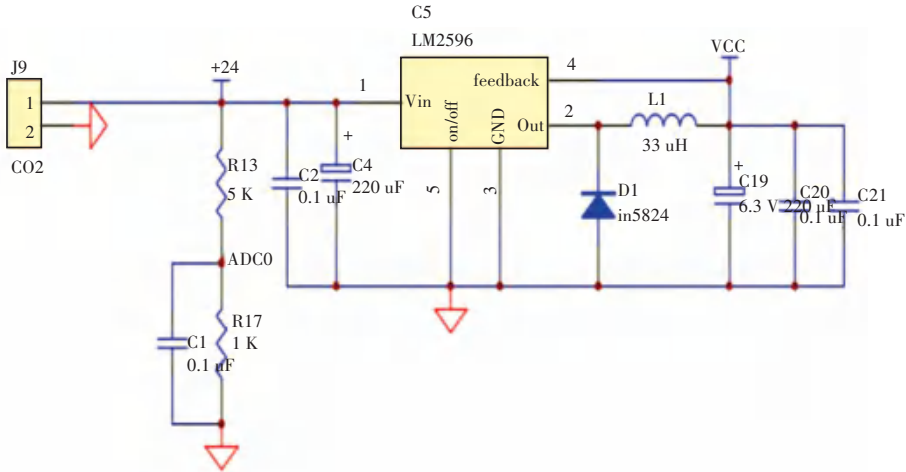 C5
LM2596
J9
1
2
CO2
+24
1
Vin
feedback
4
Out
2
on/off
GND
5
3
VCC
L1
33 uH
R13
5 K
C2
0.1 uF
+
C4
220 uF
D1
in5824
+
C19
6.3 V 220 uF
C20
0.1 uF
C21
0.1 uF
ADC0
R17
1 K
C1
0.1 uF